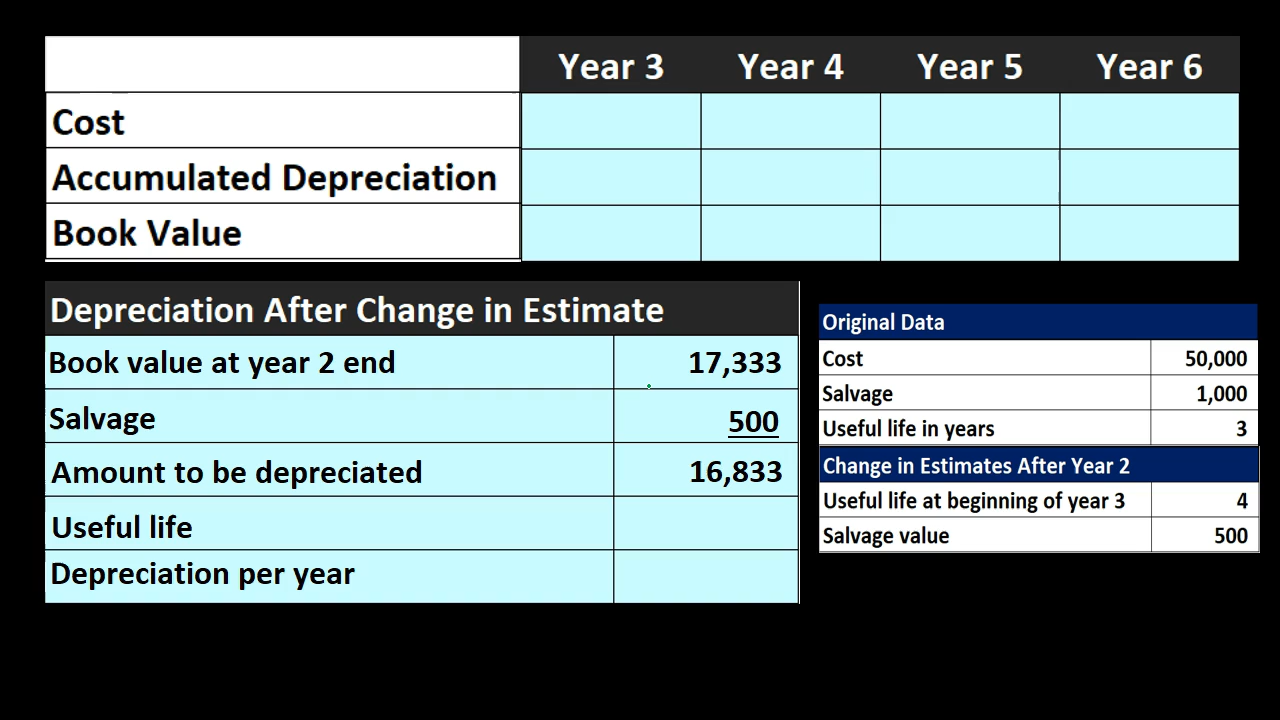 Year 3 Year 4 Year 5 Year 6
Cost
Accumulated Depreciation
Book Value
Depreciation After Change in Estimate
Book value at year 2 end 17,333
Salvage 500
Amount to be depreciated 16,833
Useful life
Depreciation per year
Original Data
Cost 50,000
Salvage 1,000
Useful life in years 3
Change in Estimates After Year 2
Useful life at beginning of year 3 4
Salvage value 500